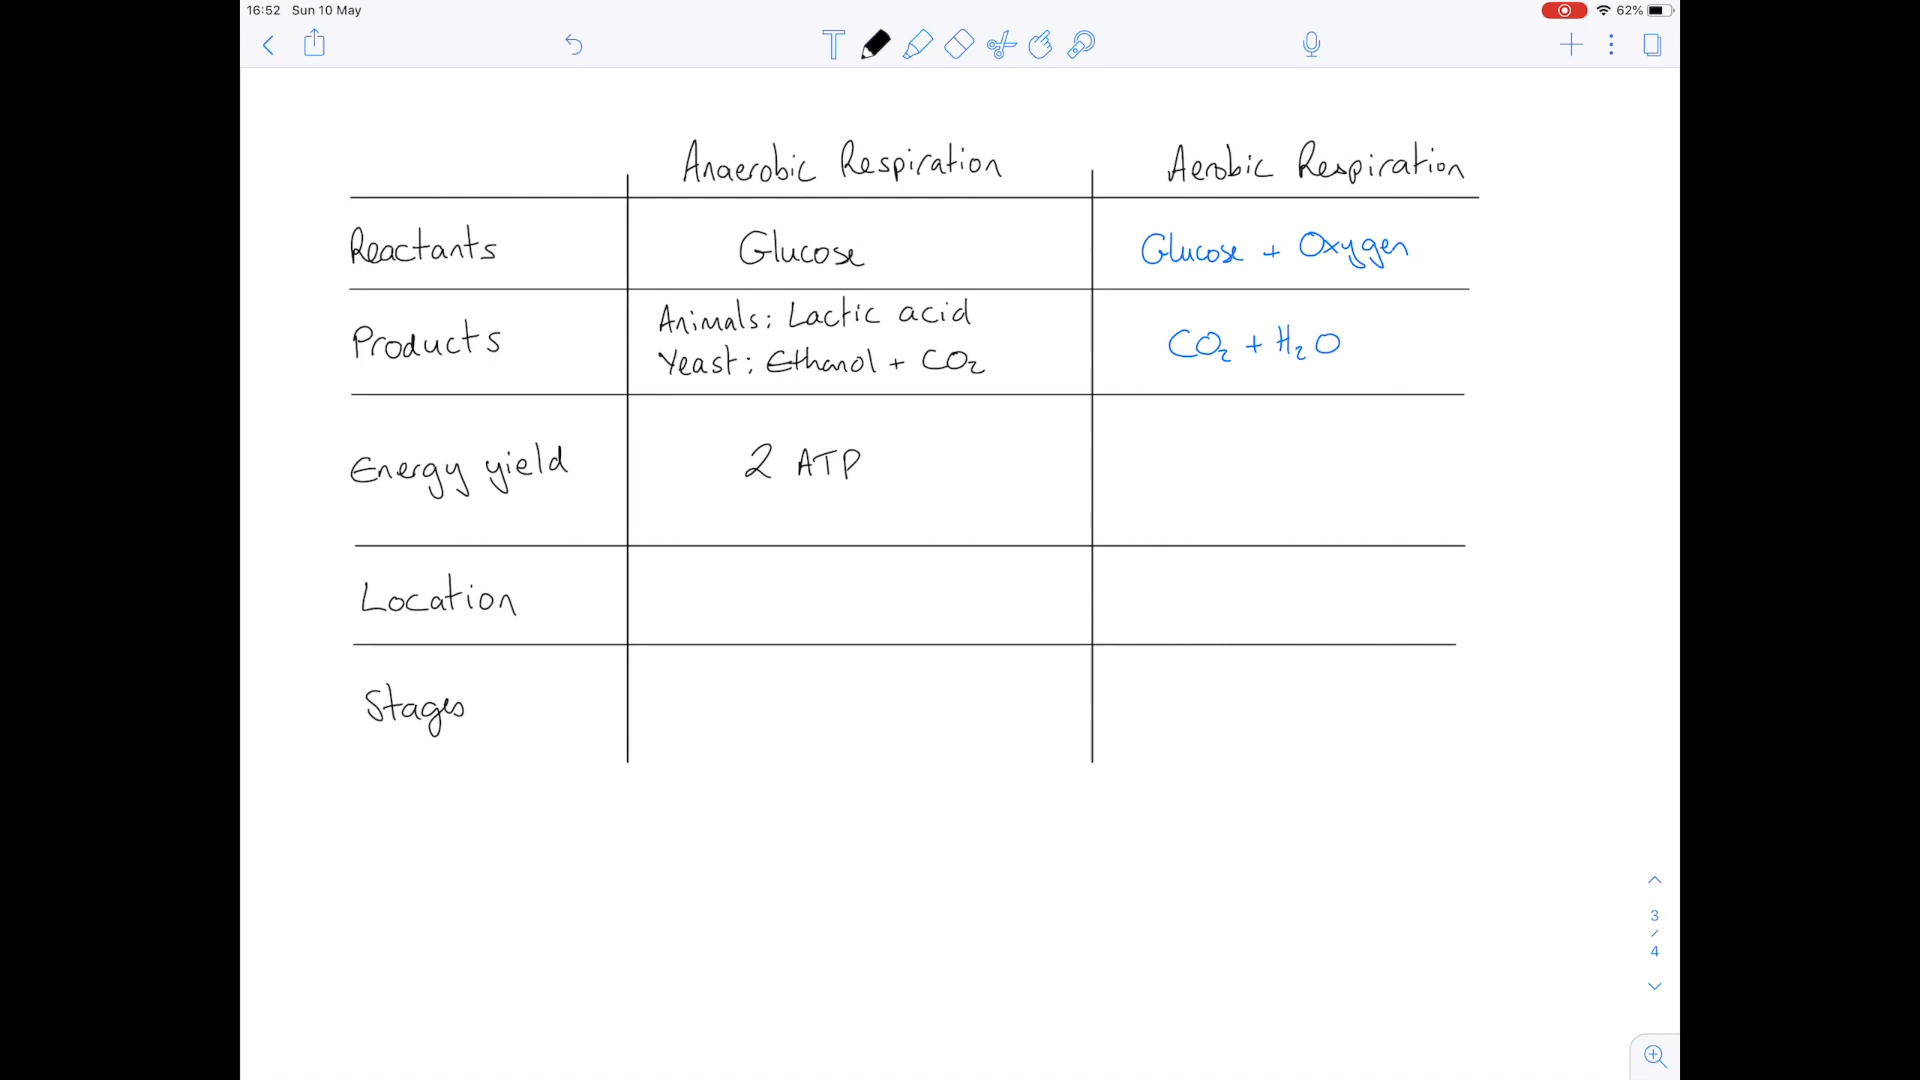 16:52 Sun 10 May
62%
T
Anaerobic Respiration Aerobic Respiration
Reactants Glucose Glucose + Oxygen
Products Animals: Lactic acid
Yeast: Ethanol + CO₂ CO₂ + H₂O
Energy yield 2 ATP
Location
Stages
3
/
4